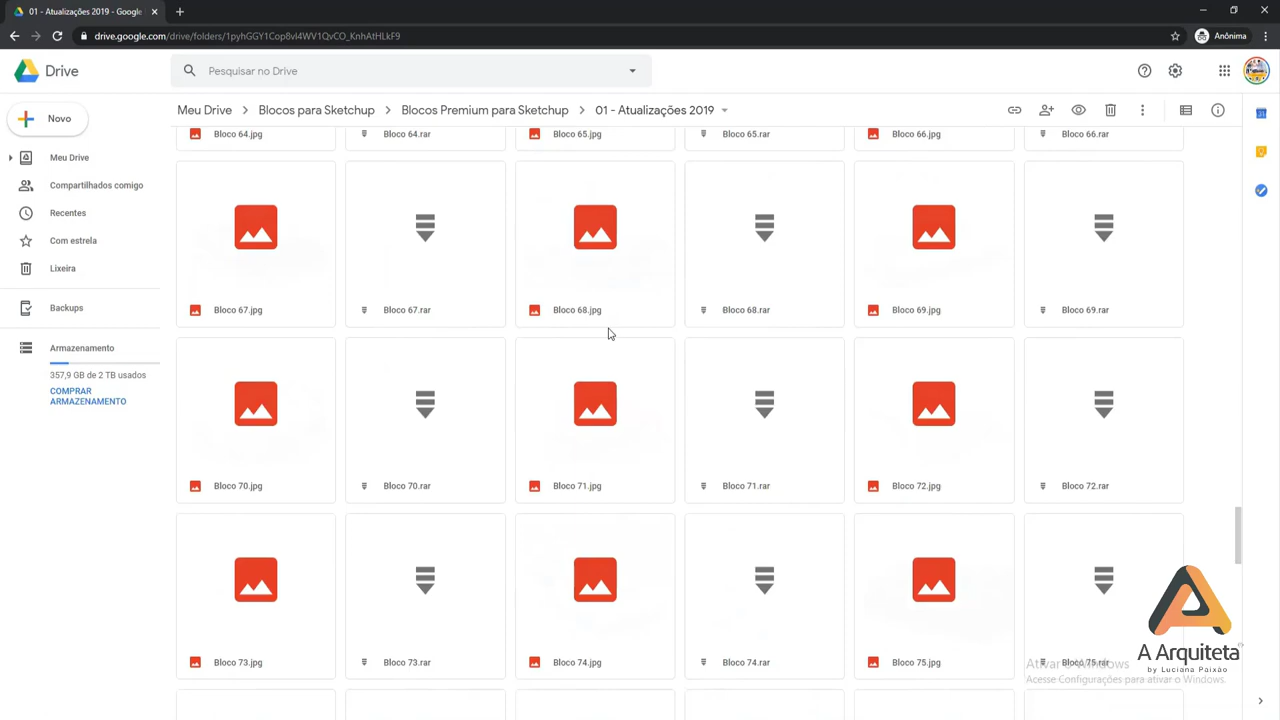 01 - Atualizações 2019 - Google
drive.google.com/drive/folders/1pyhGGY1Cop8vl4WV1QvCO_KnhAtHLkF9
Anônima
Drive
Pesquisar no Drive
Novo
Meu Drive
Blocos para Sketchup
Blocos Premium para Sketchup
01 - Atualizações 2019
Meu Drive
Compartilhados comigo
Recentes
Com estrela
Lixeira
Backups
Armazenamento
357,9 GB de 2 TB usados
COMPRAR
ARMAZENAMENTO
Bloco 64.jpg
Bloco 64.rar
Bloco 65.jpg
Bloco 65.rar
Bloco 66.jpg
Bloco 66.rar
Bloco 67.jpg
Bloco 67.rar
Bloco 68.jpg
Bloco 68.rar
Bloco 69.jpg
Bloco 69.rar
Bloco 70.jpg
Bloco 70.rar
Bloco 71.jpg
Bloco 71.rar
Bloco 72.jpg
Bloco 72.rar
Bloco 73.jpg
Bloco 73.rar
Bloco 74.jpg
Bloco 74.rar
Bloco 75.jpg
Bloco 75.rar
A Arquiteta
by Luciana Paixão
Ativar o Windows
Acesse Configurações para ativar o Windows.